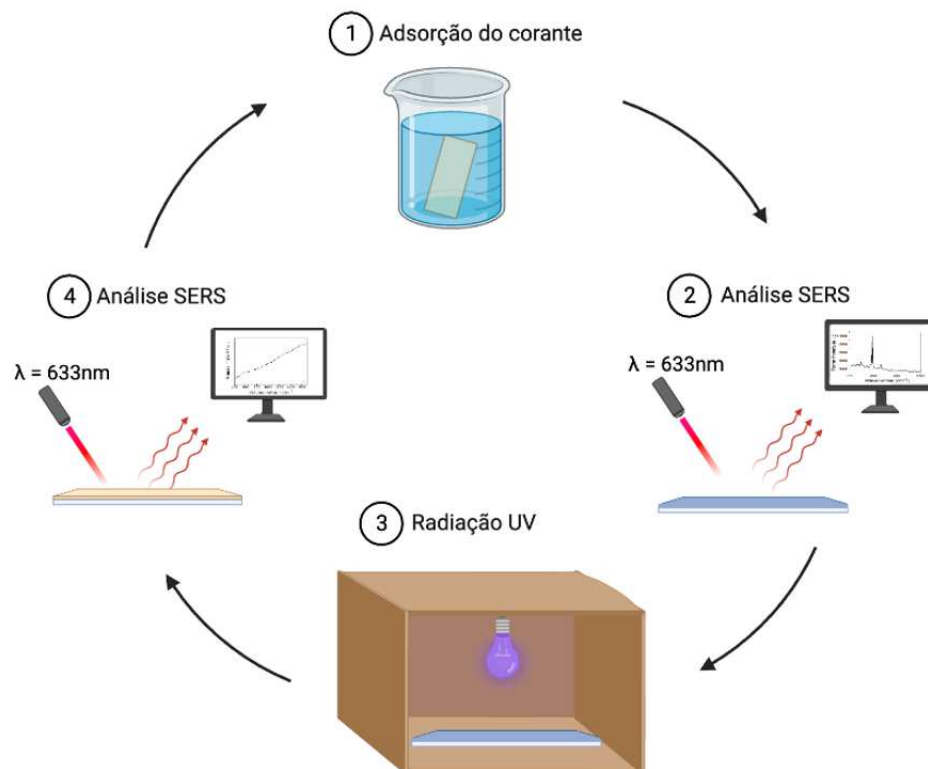 1 Adsorção do corante
4 Análise SERS
2 Análise SERS
λ = 633nm
λ = 633nm
3 Radiação UV